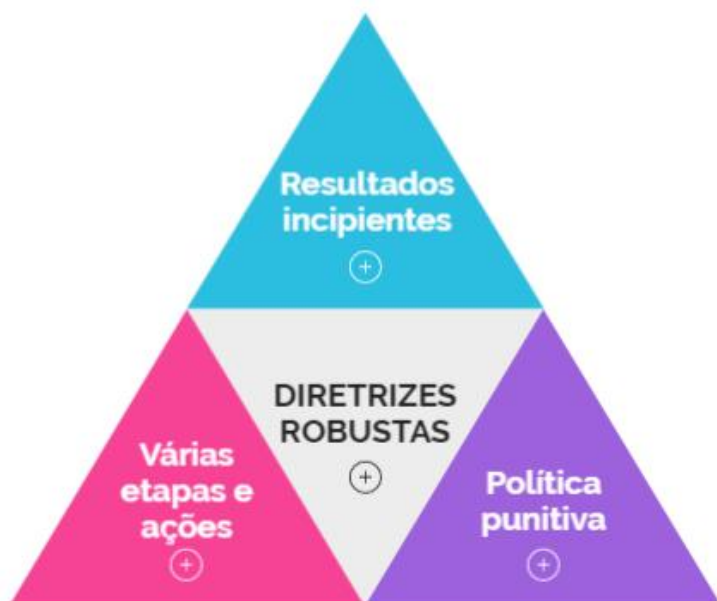 Resultados
incipientes
DIRETRIZES
ROBUSTAS
Várias
etapas e
ações
Política
punitiva